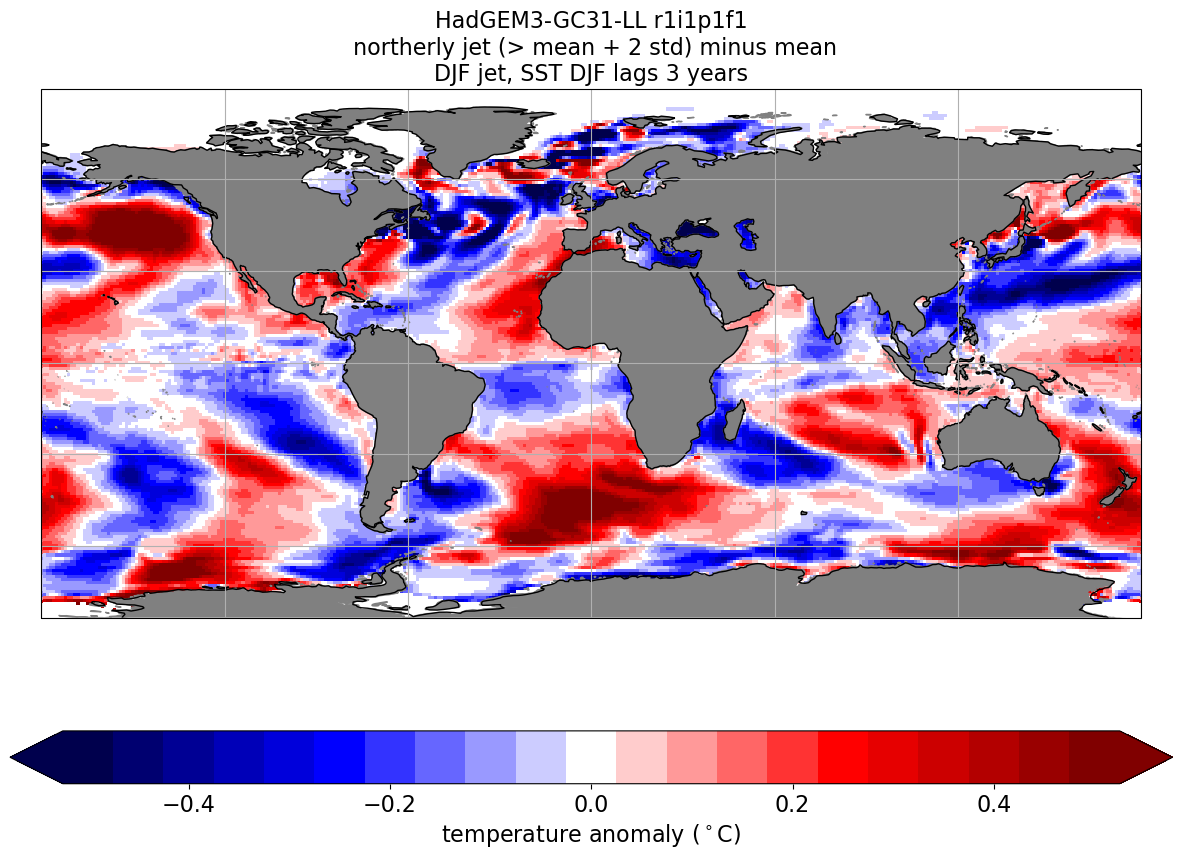 HadGEM3-GC31-LL r1i1p1f1
northerly jet (> mean + 2 std) minus mean
DJF jet, SST DJF lags 3 years
−0.4 −0.2 0.0 0.2 0.4
temperature anomaly (°C)